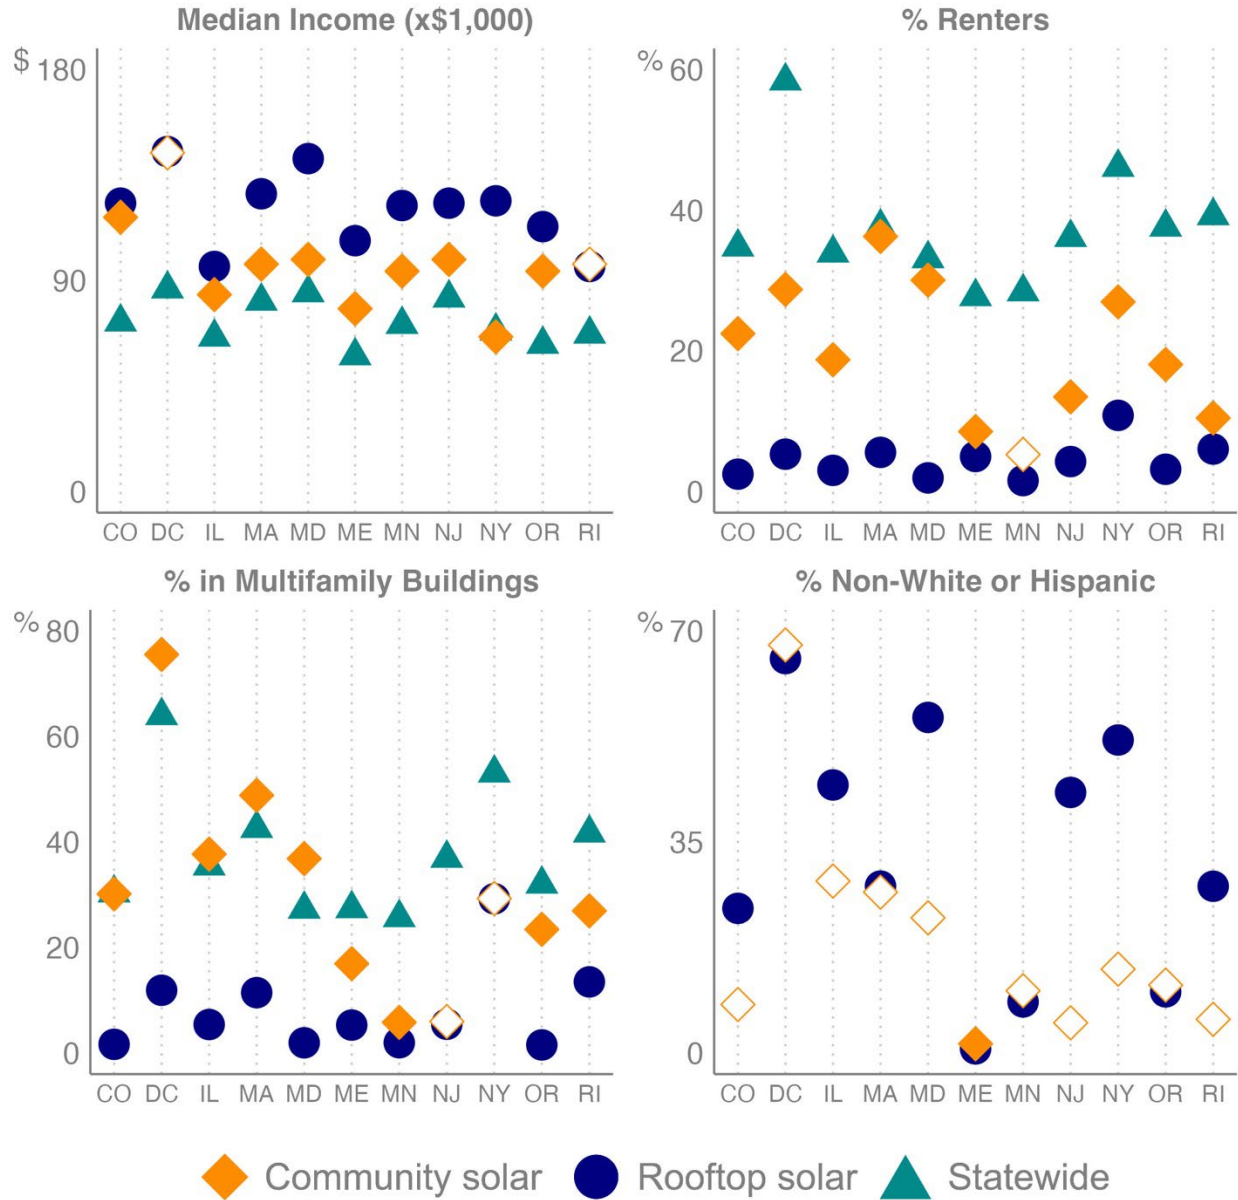 Median Income (x$1,000)
$ 180
90
0
CO DC IL MA MD ME MN NJ NY OR RI
% Renters
% 60
40
20
0
CO DC IL MA MD ME MN NJ NY OR RI
% in Multifamily Buildings
% 80
60
40
20
0
CO DC IL MA MD ME MN NJ NY OR RI
% Non-White or Hispanic
% 70
35
0
CO DC IL MA MD ME MN NJ NY OR RI
Community solar Rooftop solar Statewide